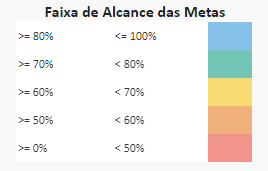 Faixa de Alcance das Metas
>= 80% <= 100%
>= 70% < 80%
>= 60% < 70%
>= 50% < 60%
>= 0% < 50%